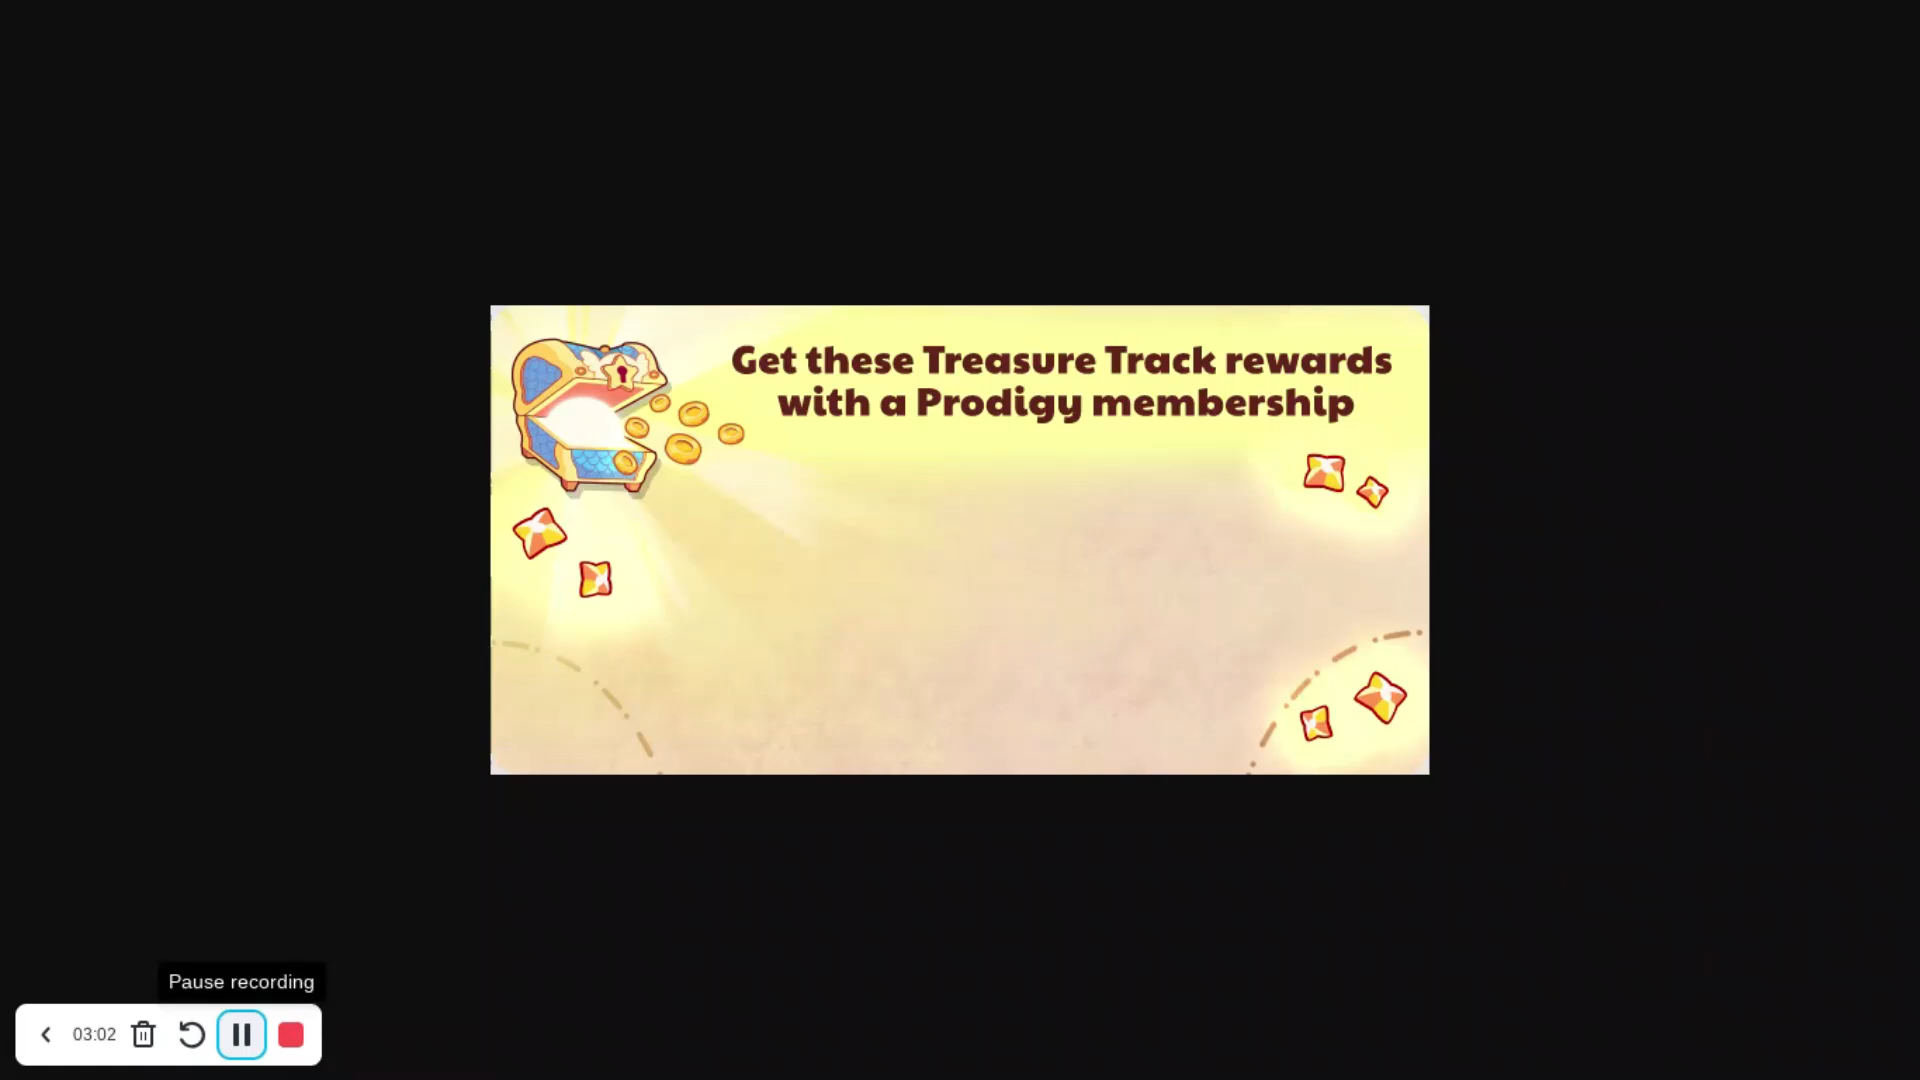 Get these Treasure Track rewards
with a Prodigy membership
Pause recording
03:02